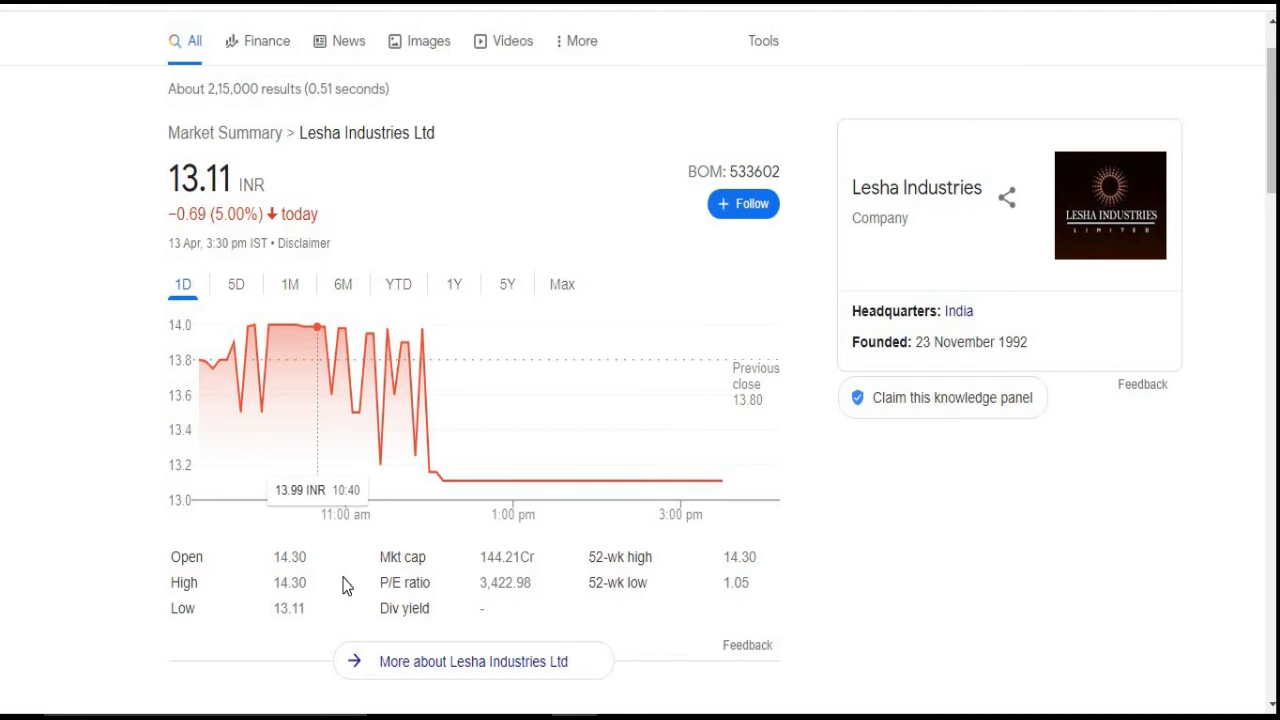 All Finance News Images Videos More Tools
About 2,15,000 results (0.51 seconds)
Market Summary > Lesha Industries Ltd
13.11 INR
−0.69 (5.00%) today
13 Apr, 3:30 pm IST • Disclaimer
BOM: 533602
+ Follow
1D 5D 1M 6M YTD 1Y 5Y Max
14.0
13.8
13.6
13.4
13.2
13.0
Previous
close
13.80
13.99 INR 10:40
11:00 am 1:00 pm 3:00 pm
Open 14.30 Mkt cap 144.21Cr 52-wk high 14.30
High 14.30 P/E ratio 3,422.98 52-wk low 1.05
Low 13.11 Div yield -
Feedback
More about Lesha Industries Ltd
Lesha Industries
Company
LESHA INDUSTRIES
LIMITED
Headquarters: India
Founded: 23 November 1992
Feedback
Claim this knowledge panel